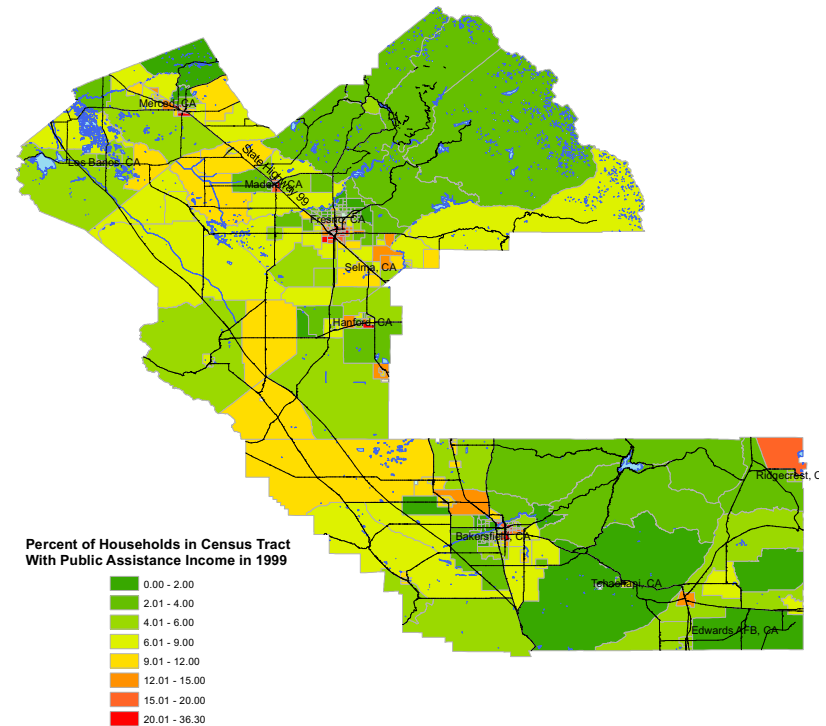 Merced, CA
Los Banos, CA
State Highway 99
Madera, CA
Fresno, CA
Selma, CA
Hanford, CA
Ridgecrest, C
Bakersfield, CA
Tehachapi, CA
Edwards AFB, CA
Percent of Households in Census Tract
With Public Assistance Income in 1999
0.00 - 2.00
2.01 - 4.00
4.01 - 6.00
6.01 - 9.00
9.01 - 12.00
12.01 - 15.00
15.01 - 20.00
20.01 - 36.30